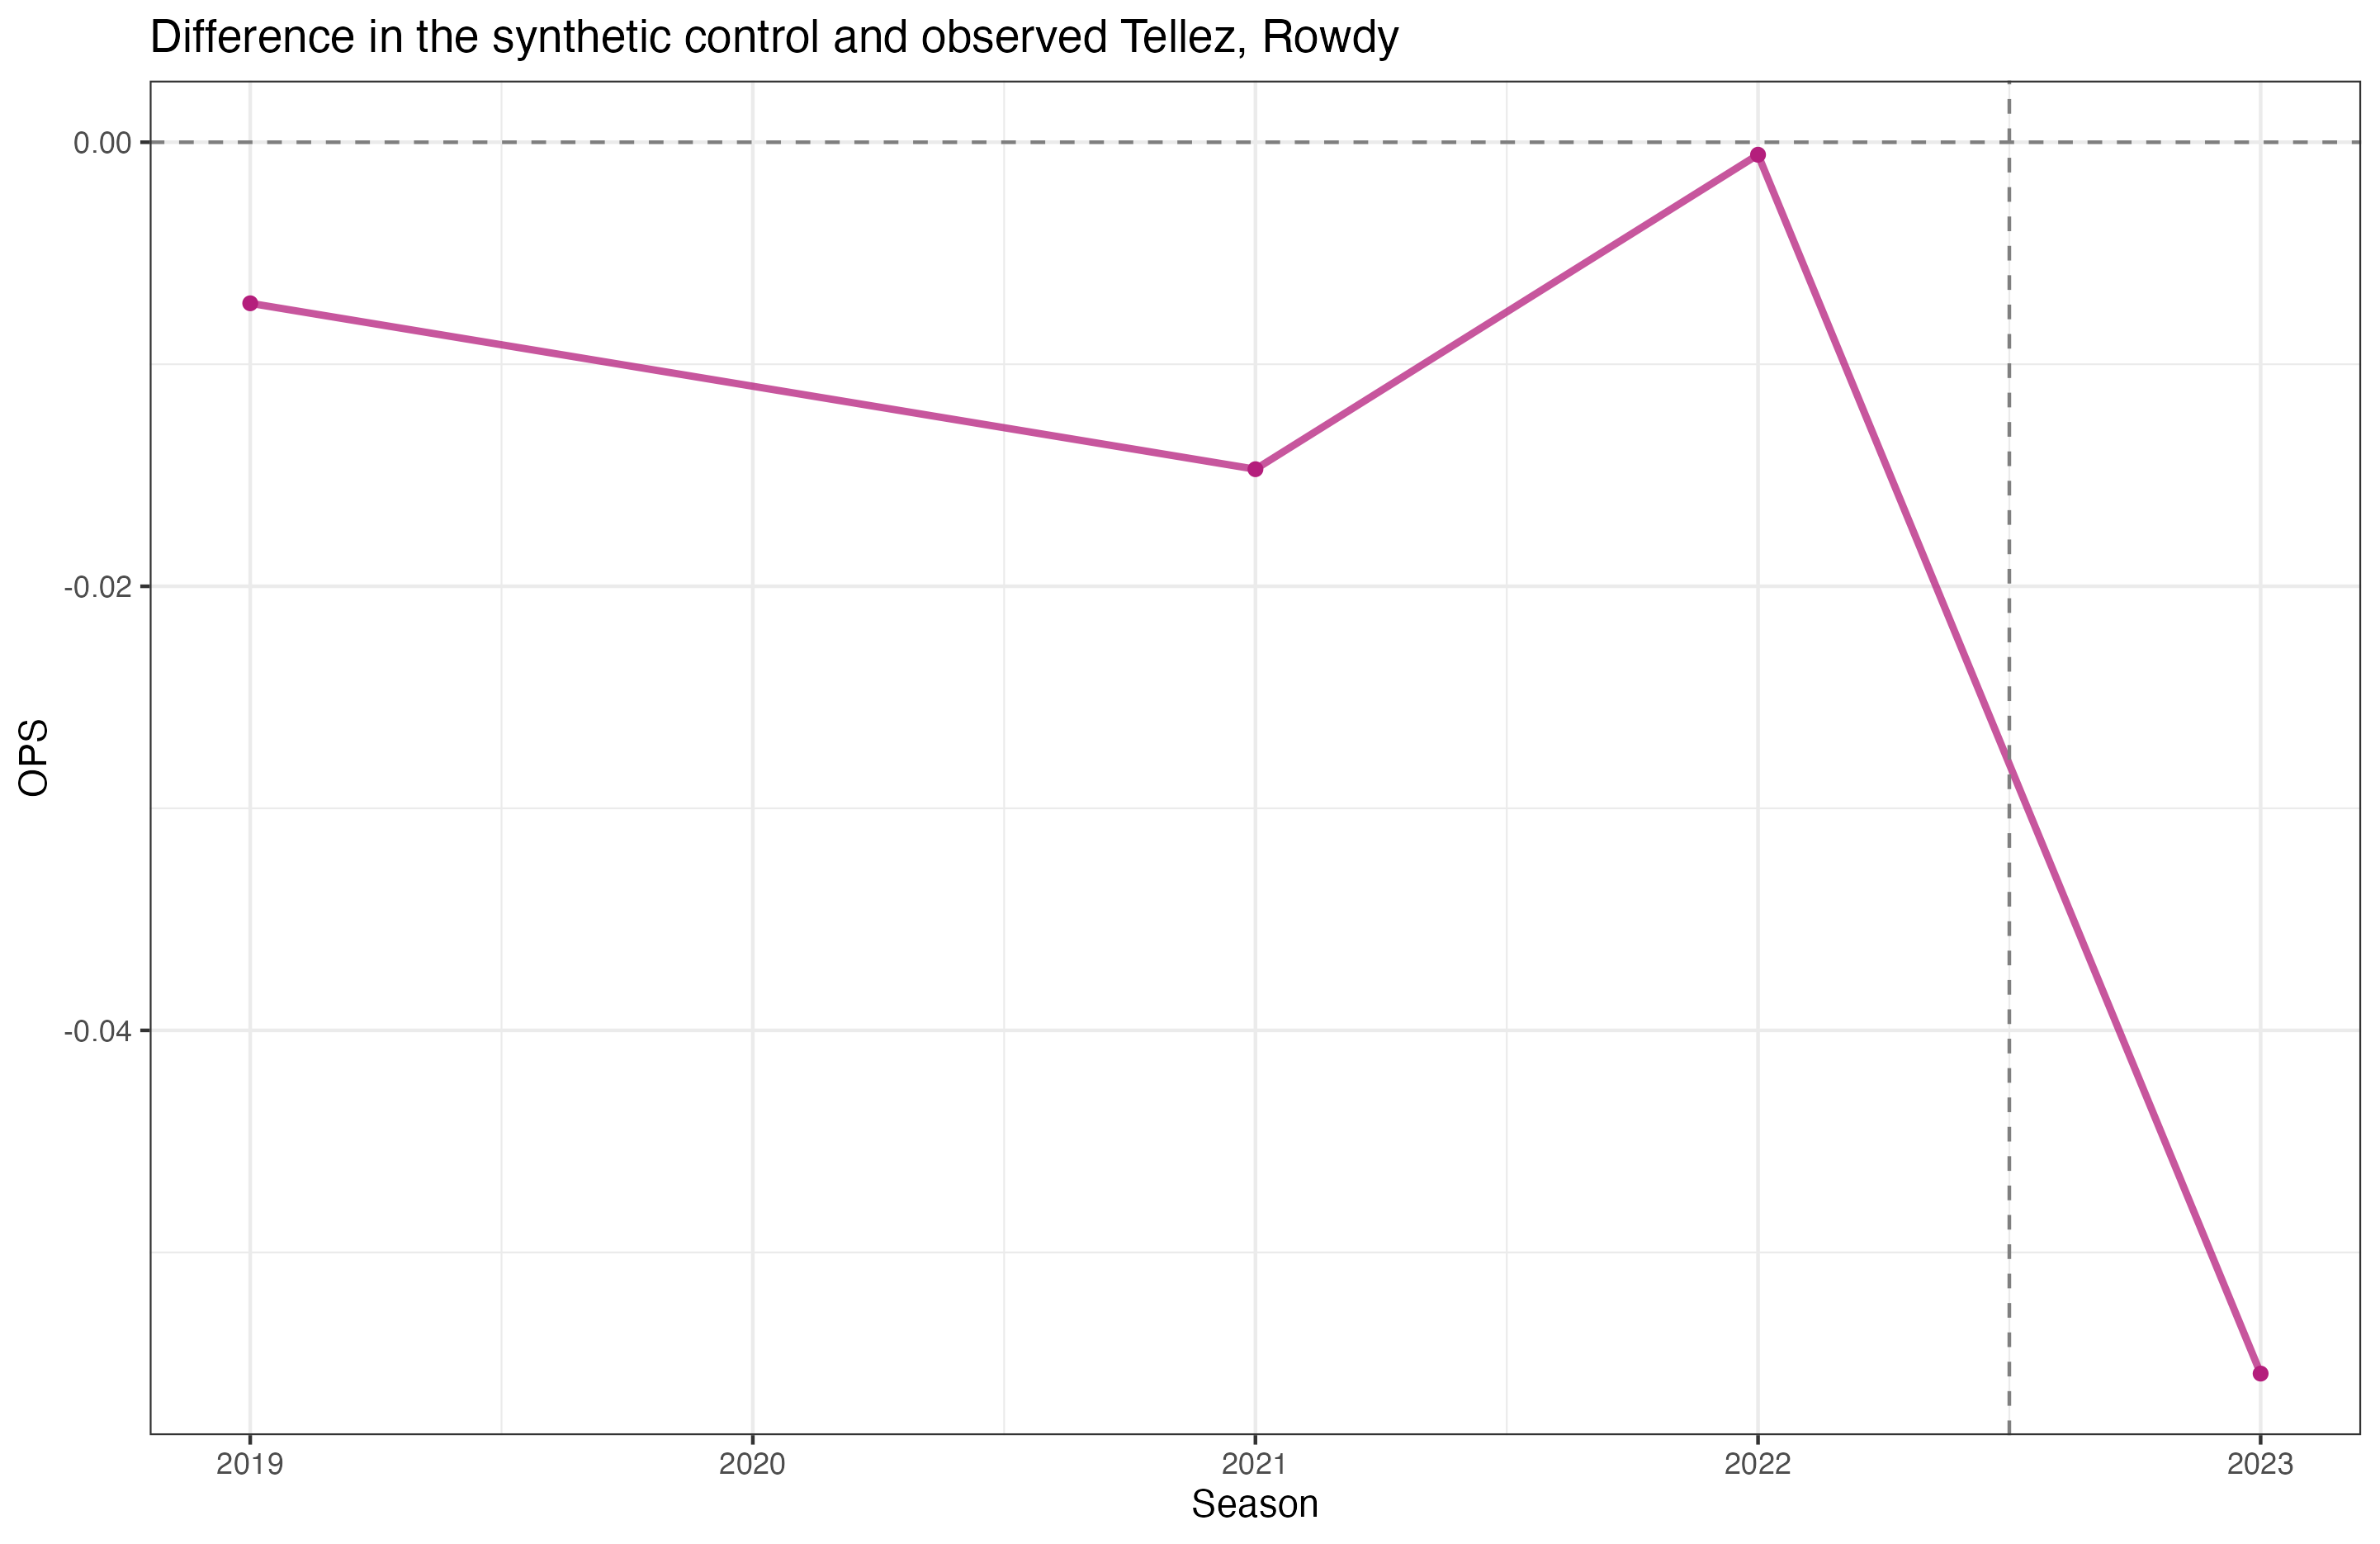 Difference in the synthetic control and observed Tellez, Rowdy
0.00
-0.02
-0.04
OPS
2019 2020 2021 2022 2023
Season